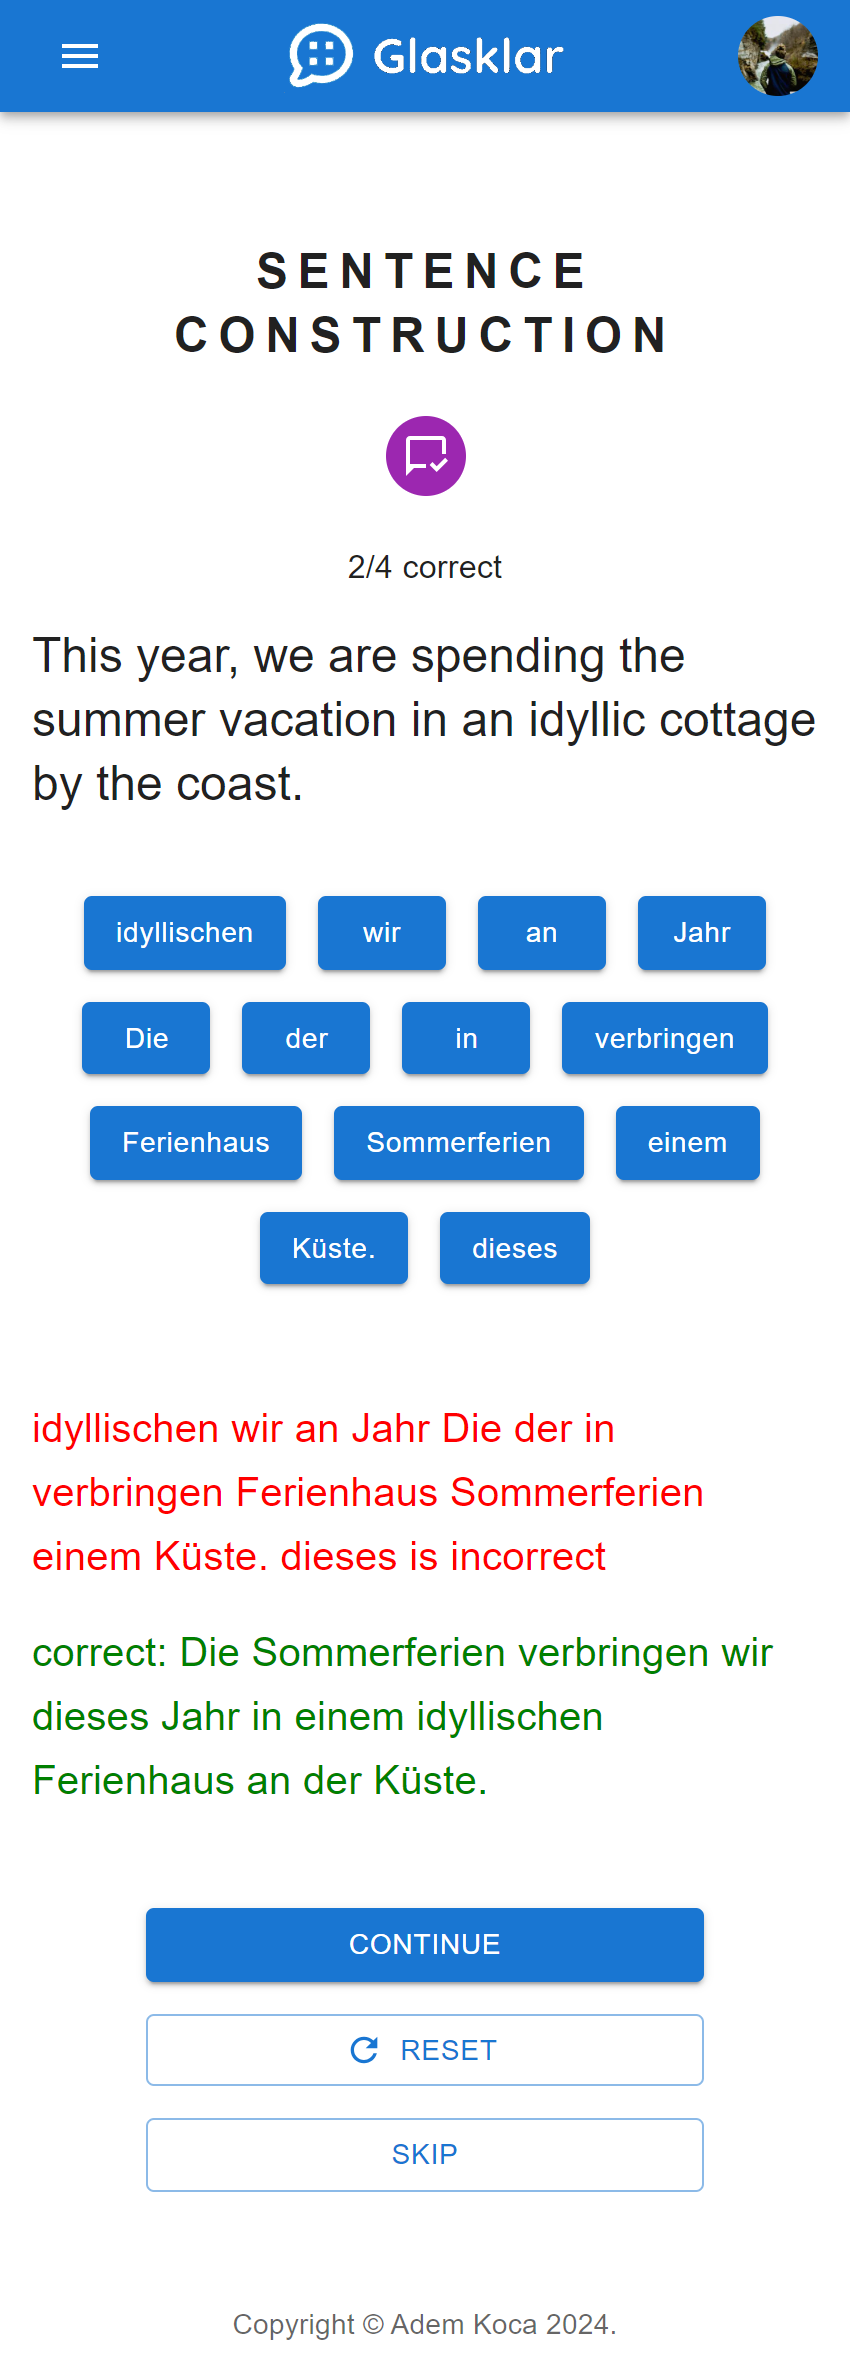 Glasklar
SENTENCE
CONSTRUCTION
2/4 correct
This year, we are spending the
summer vacation in an idyllic cottage
by the coast.
idyllischen wir an Jahr
Die der in verbringen
Ferienhaus Sommerferien einem
Küste. dieses
idyllischen wir an Jahr Die der in
verbringen Ferienhaus Sommerferien
einem Küste. dieses is incorrect
correct: Die Sommerferien verbringen wir
dieses Jahr in einem idyllischen
Ferienhaus an der Küste.
CONTINUE
RESET
SKIP
Copyright © Adem Koca 2024.